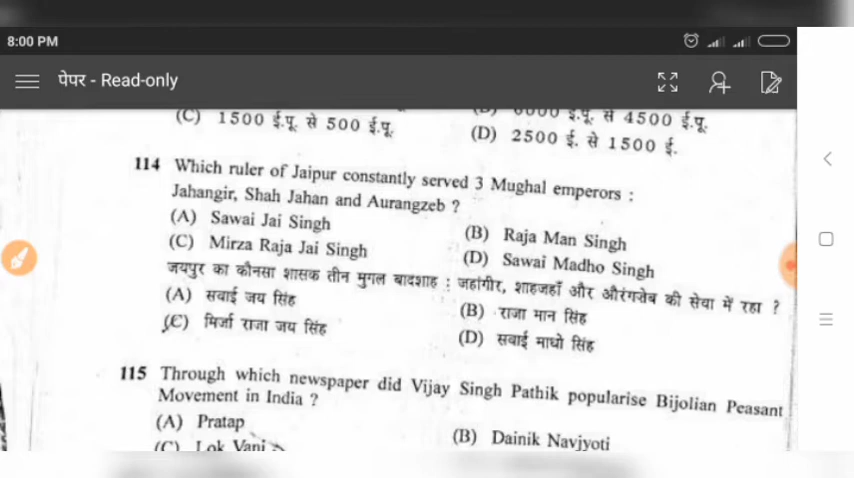 8:00 PM
पेपर - Read-only
(C) 1500 ई.पू. से 500 ई.पू.
से 4500 ई.पू.
(D) 2500 ई. से 1500 ई.
114 Which ruler of Jaipur constantly served 3 Mughal emperors :
Jahangir, Shah Jahan and Aurangzeb ?
(A) Sawai Jai Singh
(B) Raja Man Singh
(C) Mirza Raja Jai Singh
(D) Sawai Madho Singh
जयपुर का कौनसा शासक तीन मुगल बादशाह : जहांगीर, शाहजहाँ और औरंगजेब की सेवा में रहा ?
(A) सवाई जय सिंह
(B) राजा मान सिंह
(C) मिर्जा राजा जय सिंह
(D) सवाई माधो सिंह
115 Through which newspaper did Vijay Singh Pathik popularise Bijolian Peasant
Movement in India ?
(A) Pratap
(B) Dainik Navjyoti
(C) Lok Vani